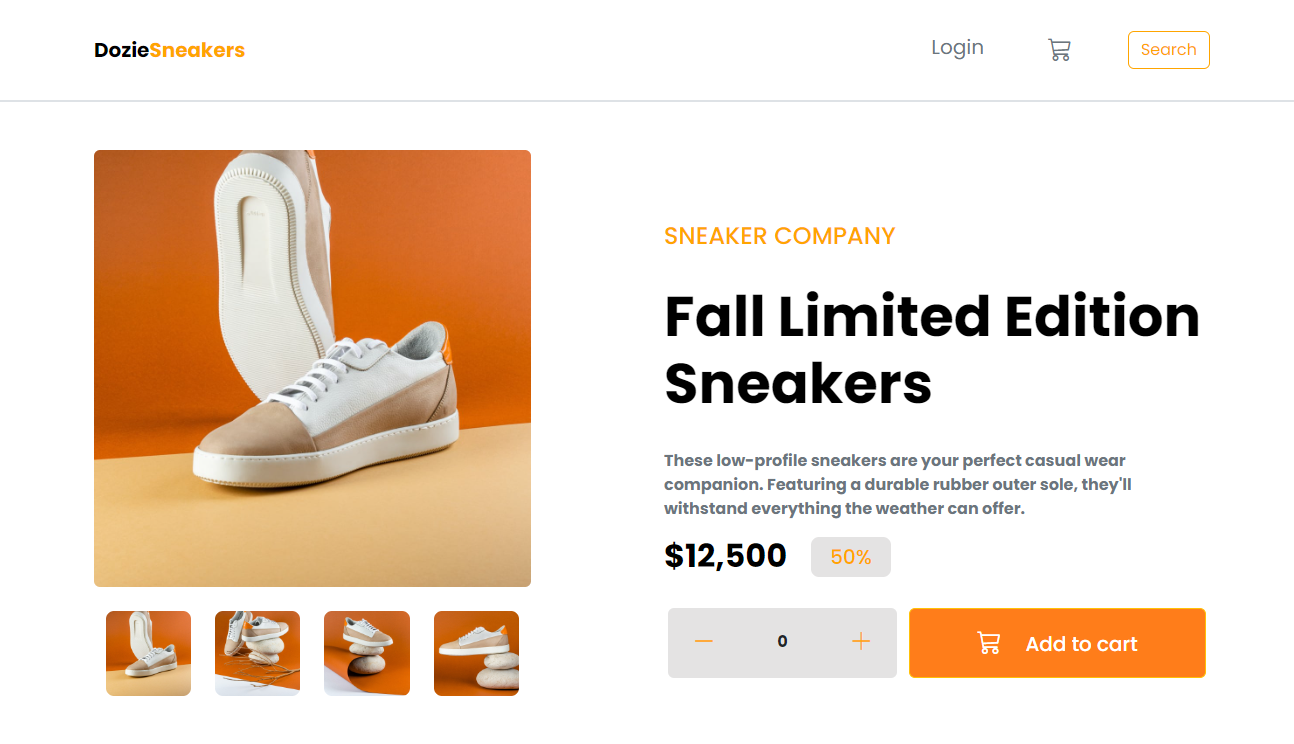 DozieSneakers
Login
Search
SNEAKER COMPANY
Fall Limited Edition
Sneakers
These low-profile sneakers are your perfect casual wear
companion. Featuring a durable rubber outer sole, they'll
withstand everything the weather can offer.
$12,500
50%
0
Add to cart